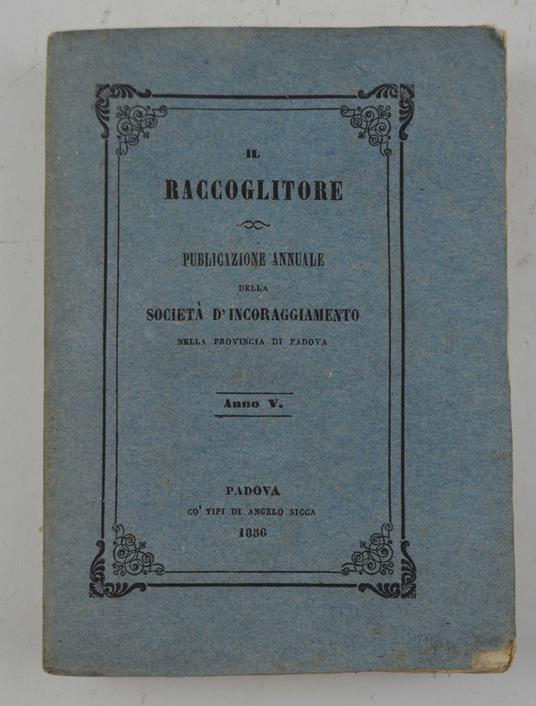 IL
RACCOGLITORE
PUBLICAZIONE ANNUALE
DELLA
SOCIETÀ D'INCORAGGIAMENTO
NELLA PROVINCIA DI PADOVA
Anno V.
PADOVA
CO' TIPI DI ANGELO SICCA
1856